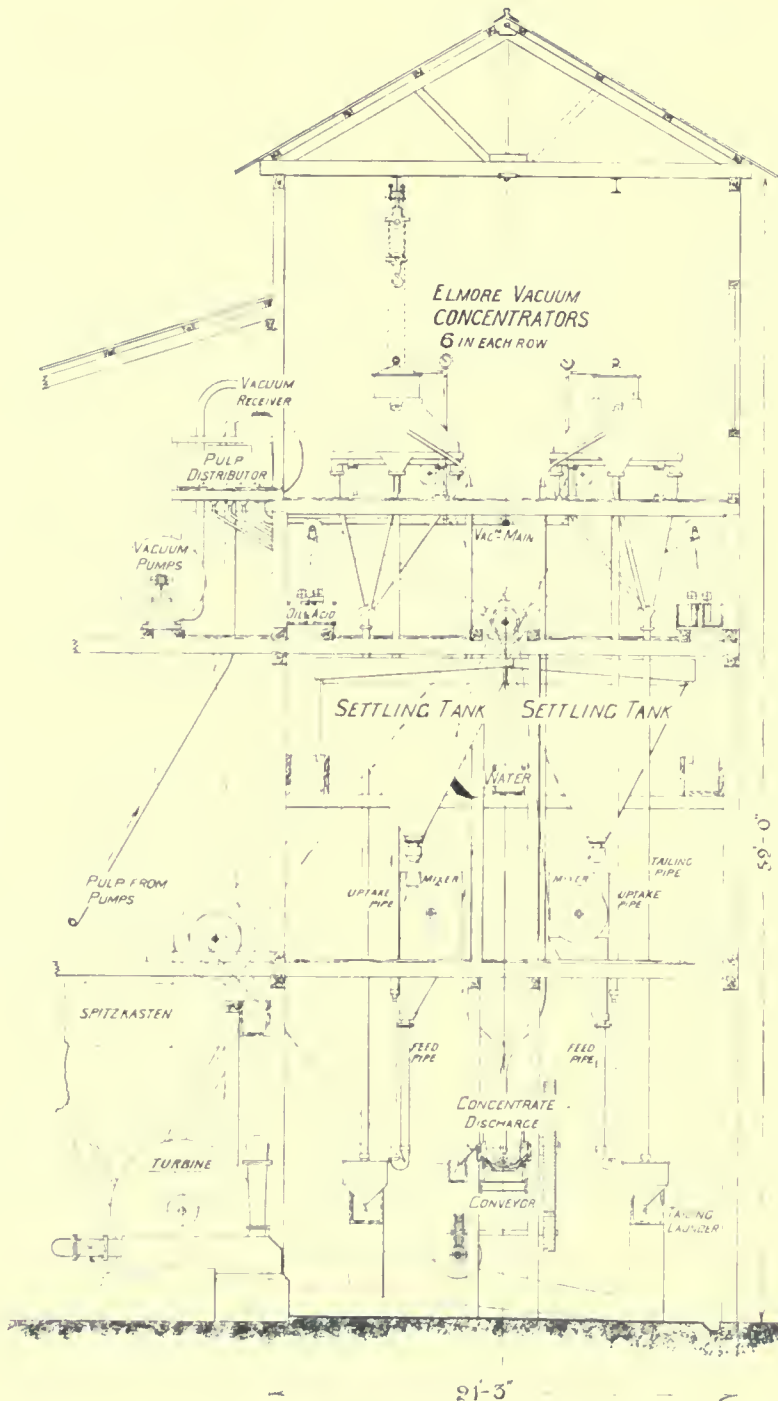 ELMORE VACUUM
CONCENTRATORS
6 IN EACH ROW
VACUUM
RECEIVER
PULP
DISTRIBUTOR
VACM MAIN
VACUUM
PUMPS
OIL & ACID
SETTLING TANK
SETTLING TANK
WATER
52'-0"
PULP FROM
PUMPS
UPTAKE
PIPE
MIXER
MIXER
UPTAKE
PIPE
TAILING
PIPE
SPITZKASTEN
FEED
PIPE
FEED
PIPE
CONCENTRATE
DISCHARGE
TURBINE
CONVEYOR
TAILING
LAUNDER
21'-3"